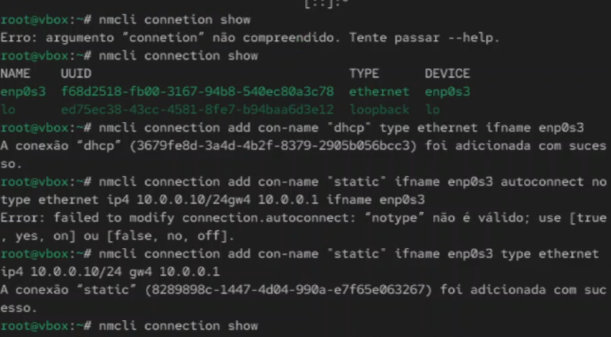 [::]:*
root@vbox:~# nmcli connetion show
Erro: argumento "connetion" não compreendido. Tente passar --help.
root@vbox:~# nmcli connection show
NAME UUID TYPE DEVICE
enp0s3 f68d2518-fb00-3167-94b8-540ec80a3c78 ethernet enp0s3
lo ed75ec38-43cc-4581-8fe7-b94baa6d3e12 loopback lo
root@vbox:~# nmcli connection add con-name "dhcp" type ethernet ifname enp0s3
A conexão "dhcp" (3679fe8d-3a4d-4b2f-8379-2905b056bcc3) foi adicionada com suces
so.
root@vbox:~# nmcli connection add con-name "static" ifname enp0s3 autoconnect no
type ethernet ip4 10.0.0.10/24gw4 10.0.0.1 ifname enp0s3
Error: failed to modify connection.autoconnect: "notype" não é válido; use [true
, yes, on] ou [false, no, off].
root@vbox:~# nmcli connection add con-name "static" ifname enp0s3 type ethernet
ip4 10.0.0.10/24 gw4 10.0.0.1
A conexão "static" (8289898c-1447-4d04-990a-e7f65e063267) foi adicionada com suc
esso.
root@vbox:~# nmcli connection show